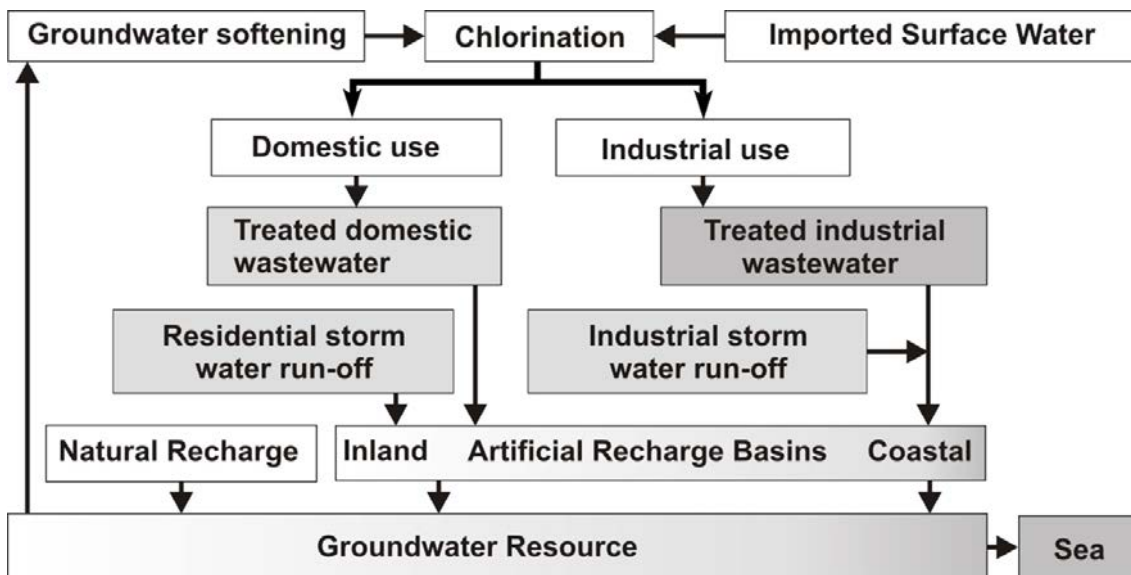 Groundwater softening
Chlorination
Imported Surface Water
Domestic use
Industrial use
Treated domestic
wastewater
Treated industrial
wastewater
Residential storm
water run-off
Industrial storm
water run-off
Natural Recharge
Inland
Artificial Recharge Basins
Coastal
Groundwater Resource
Sea